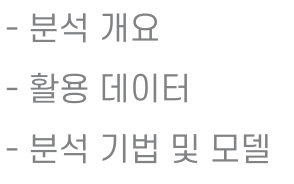 - 분석 개요
- 활용 데이터
- 분석 기법 및 모델